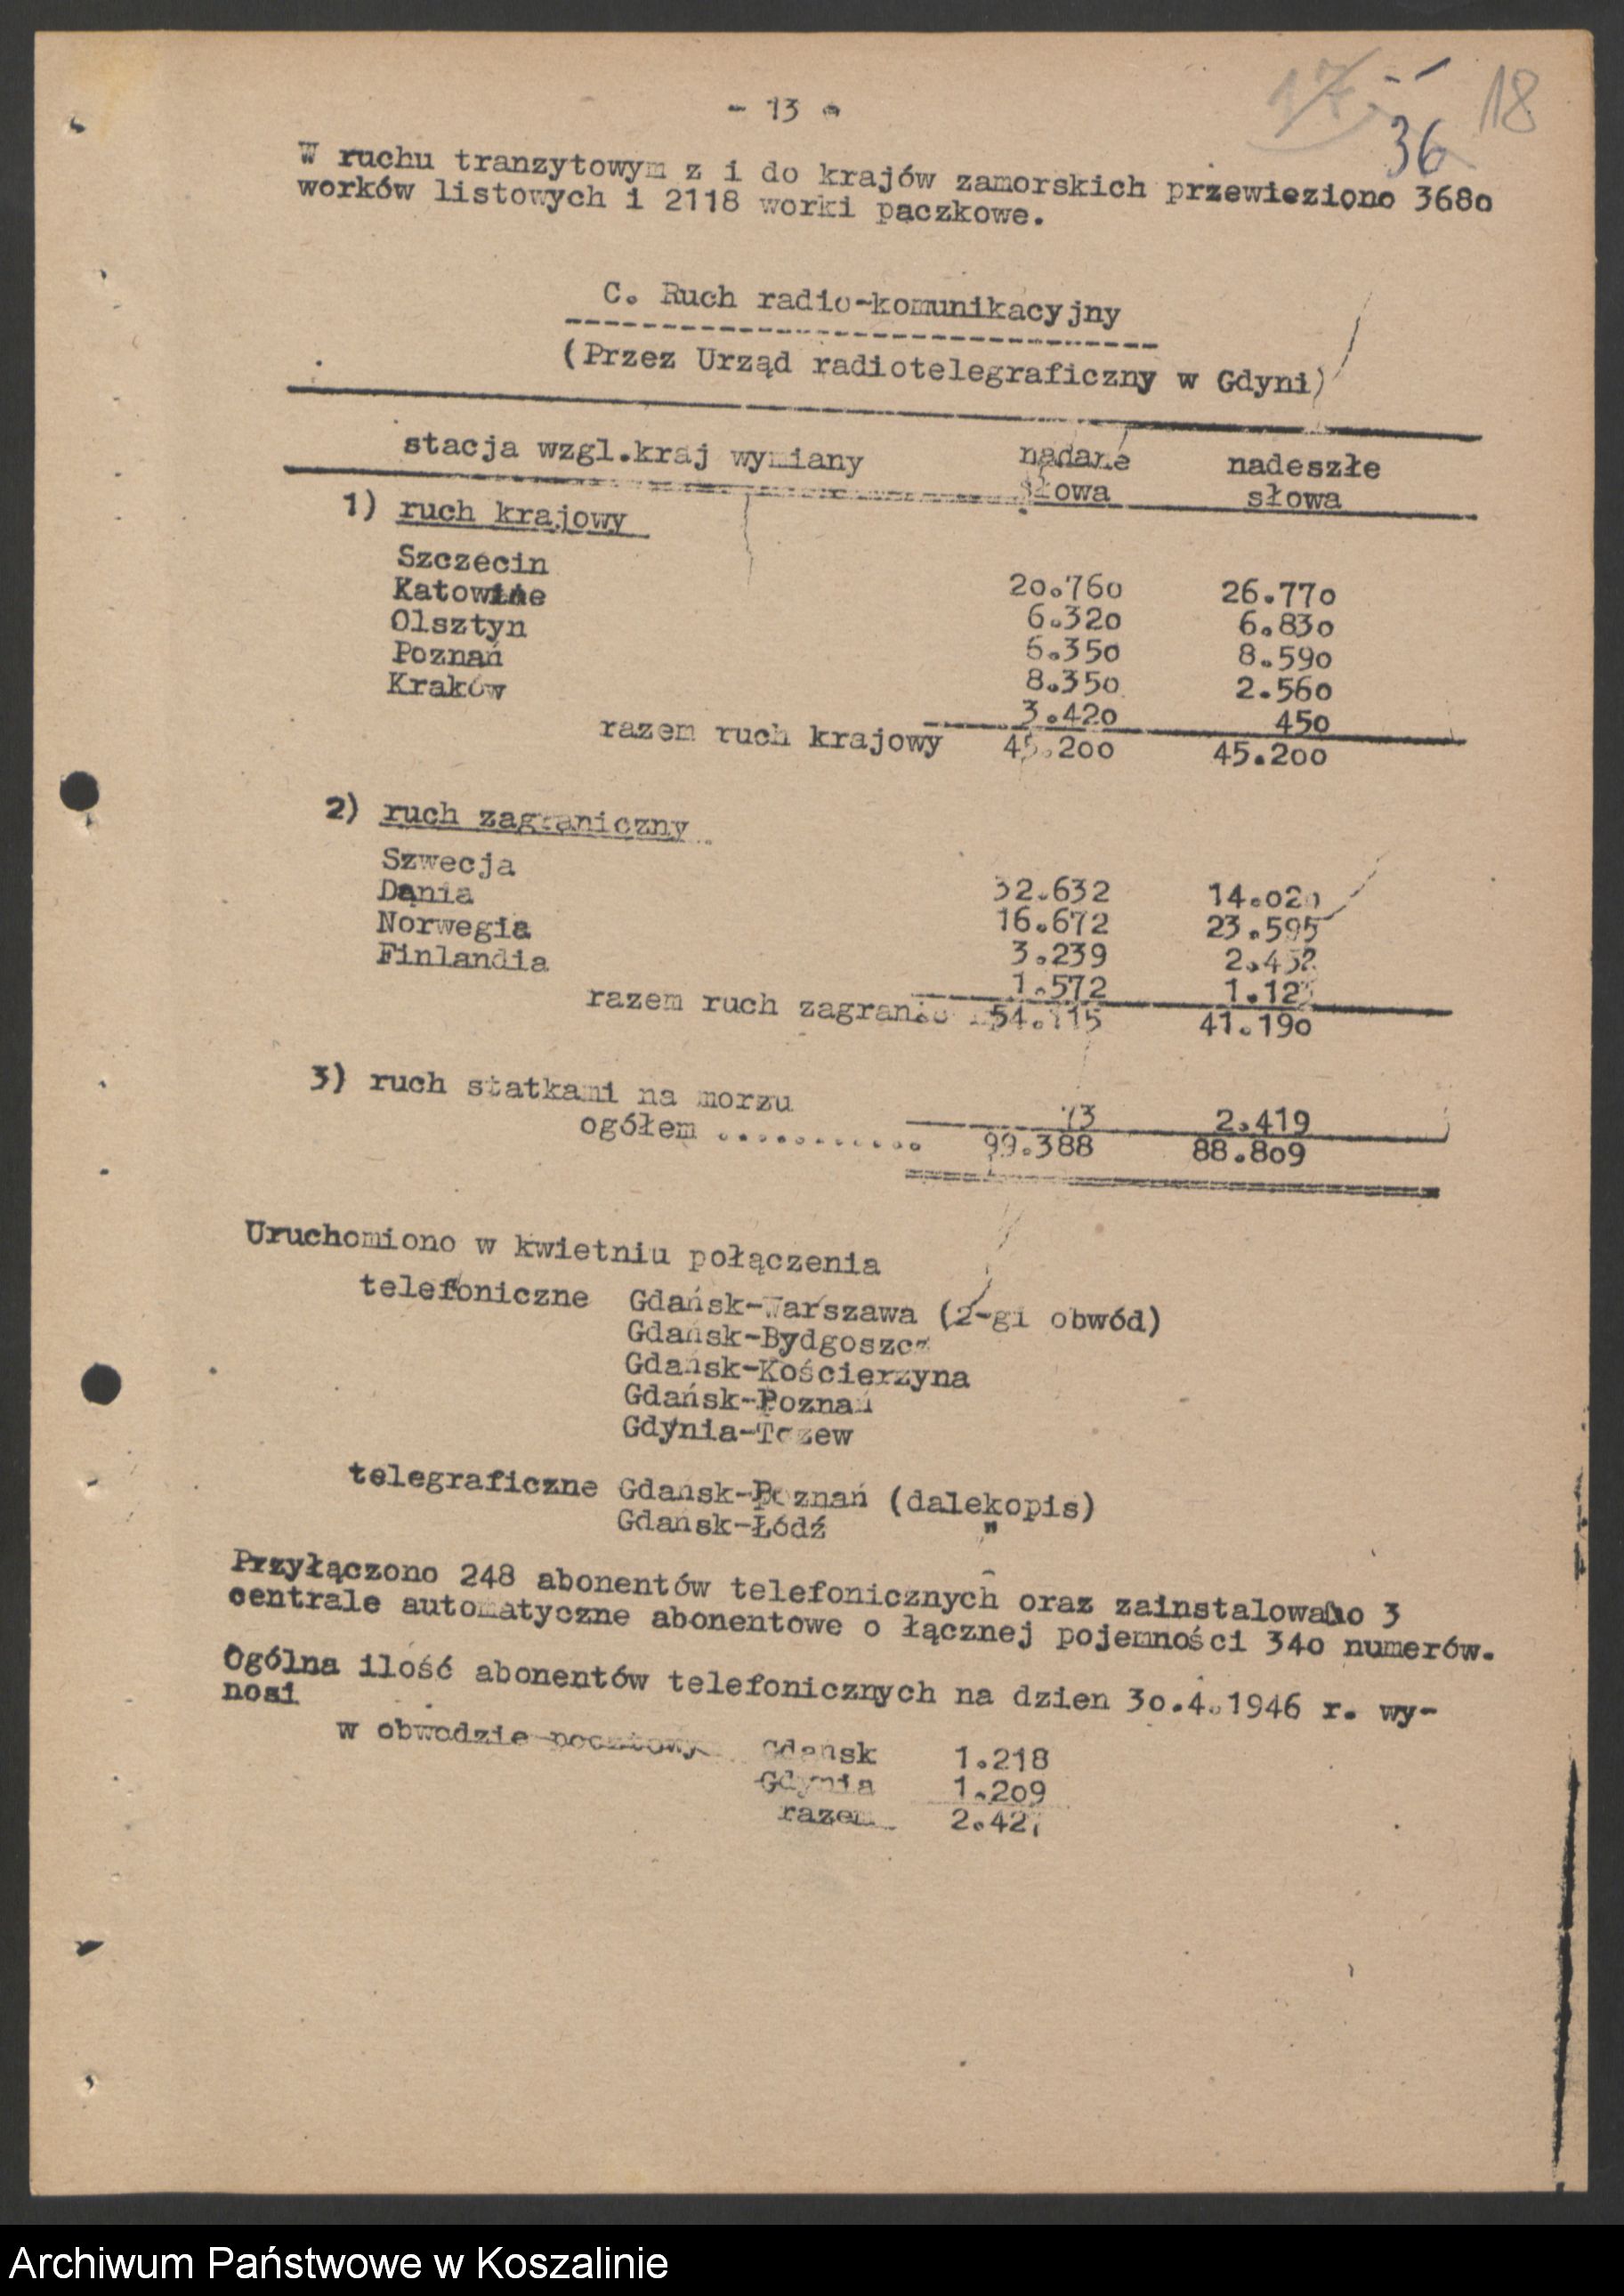 - 13 -
17 - 18
36
W ruchu tranzytowym z i do krajów zamorskich przewieziono 3680
worków listowych i 2118 worki paczkowe.
C. Ruch radio-komunikacyjny
(Przez Urząd radiotelegraficzny w Gdyni)
stacja wzgl.kraj wymiany nadane nadeszłe
słowa słowa
1) ruch krajowy
Szczecin 20.760 26.770
Katowice 6.320 6.830
Olsztyn 6.350 8.590
Poznań 8.350 2.560
Kraków 3.420 450
razem ruch krajowy 45.200 45.200
2) ruch zagraniczny
Szwecja 32.632 14.020
Dania 16.672 23.595
Norwegia 3.239 2.452
Finlandia 1.572 1.123
razem ruch zagranic 54.115 41.190
3) ruch statkami na morzu 73 2.419
ogółem ............ 99.388 88.809
Uruchomiono w kwietniu połączenia
telefoniczne Gdańsk-Warszawa (2-gi obwód)
Gdańsk-Bydgoszcz
Gdańsk-Kościerzyna
Gdańsk-Poznań
Gdynia-Tczew
telegraficzne Gdańsk-Poznań (dalekopis)
Gdańsk-Łódź "
Przyłączono 248 abonentów telefonicznych oraz zainstalowano 3
centrale automatyczne abonentowe o łącznej pojemności 340 numerów.
Ogólna ilość abonentów telefonicznych na dzien 30.4.1946 r. wy-
nosi
w obwodzie pocztowym Gdańsk 1.218
Gdynia 1.209
razem 2.427
Archiwum Państwowe w Koszalinie